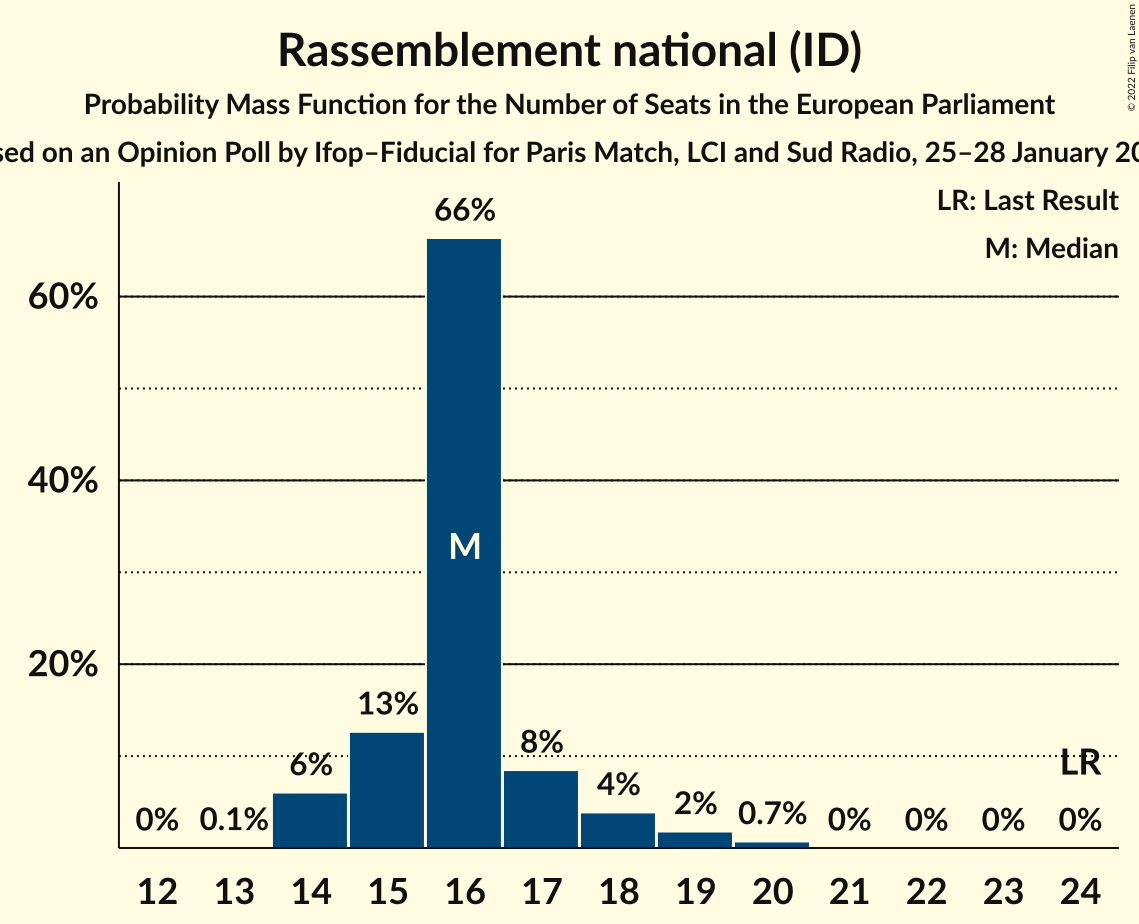 © 2022 Filip van Laenen
Rassemblement national (ID)
Probability Mass Function for the Number of Seats in the European Parliament
on an Opinion Poll by Ifop–Fiducial for Paris Match, LCI and Sud Radio, 25–28 January
LR: Last Result
M: Median
66%
60%
40%
M
20%
13%
8%
6%
LR
4%
2%
0% 0.1% 0.7% 0% 0% 0% 0%
12 13 14 15 16 17 18 19 20 21 22 23 24